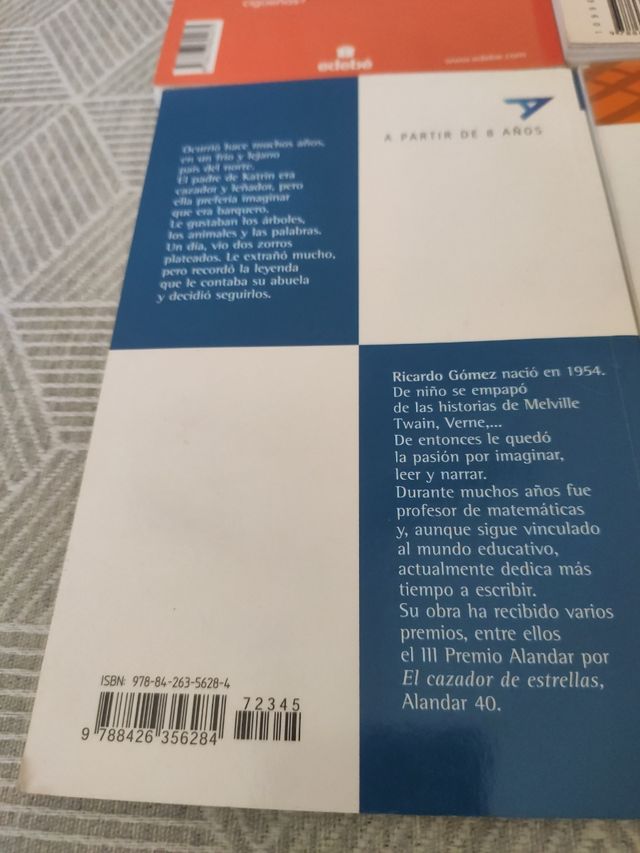 cigüeñas?
edebé
www.edebe.com
A PARTIR DE 8 AÑOS
Ocurrió hace muchos años,
en un frío y lejano
país del norte.
El padre de Katrin era
cazador y leñador, pero
ella prefería imaginar
que era barquero.
Le gustaban los árboles,
los animales y las palabras.
Un día, vio dos zorros
plateados. Le extrañó mucho,
pero recordó la leyenda
que le contaba su abuela
y decidió seguirlos.
Ricardo Gómez nació en 1954.
De niño se empapó
de las historias de Melville
Twain, Verne,...
De entonces le quedó
la pasión por imaginar,
leer y narrar.
Durante muchos años fue
profesor de matemáticas
y, aunque sigue vinculado
al mundo educativo,
actualmente dedica más
tiempo a escribir.
Su obra ha recibido varios
premios, entre ellos
el III Premio Alandar por
El cazador de estrellas,
Alandar 40.
ISBN: 978-84-263-5628-4
72345
9 788426 356284